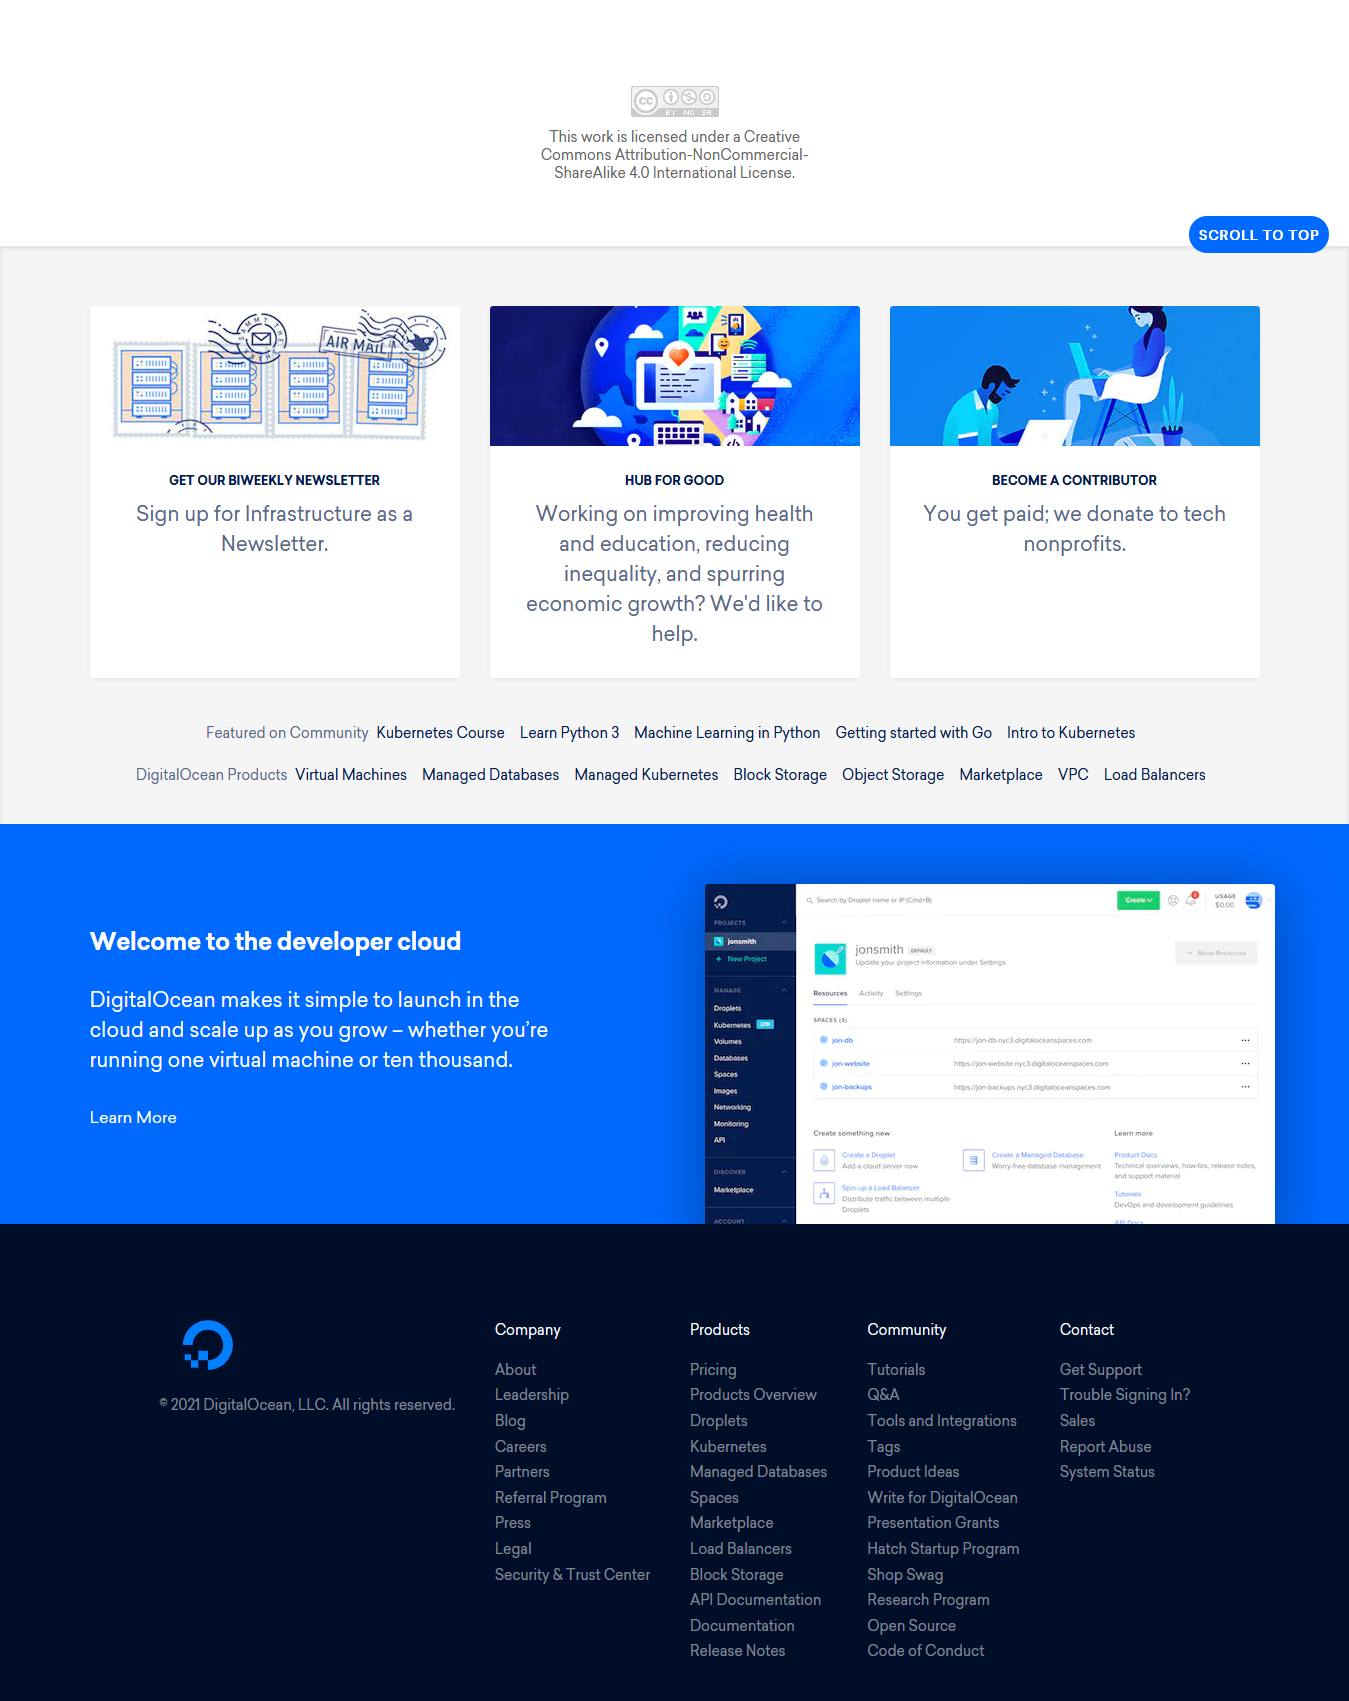 cc BY NC SA
This work is licensed under a Creative
Commons Attribution-NonCommercial-
ShareAlike 4.0 International License.
SCROLL TO TOP
AIR MAIL
GET OUR BIWEEKLY NEWSLETTER
Sign up for Infrastructure as a
Newsletter.
HUB FOR GOOD
Working on improving health
and education, reducing
inequality, and spurring
economic growth? We'd like to
help.
BECOME A CONTRIBUTOR
You get paid; we donate to tech
nonprofits.
Featured on Community Kubernetes Course Learn Python 3 Machine Learning in Python Getting started with Go Intro to Kubernetes
DigitalOcean Products Virtual Machines Managed Databases Managed Kubernetes Block Storage Object Storage Marketplace VPC Load Balancers
Welcome to the developer cloud
DigitalOcean makes it simple to launch in the
cloud and scale up as you grow – whether you’re
running one virtual machine or ten thousand.
Learn More
PROJECTS
jonsmith
+ New Project
MANAGE
Droplets
Kubernetes LTD
Volumes
Databases
Spaces
Images
Networking
Monitoring
API
DISCOVER
Marketplace
ACCOUNT
Search by Droplet name or IP (Cmd+B)
Create
USAGE
$0.00
jonsmith DEFAULT
Update your project information under Settings
→ Move Resources
Resources Activity Settings
SPACES (3)
jon-db https://jon-db.nyc3.digitaloceanspaces.com
jon-website https://jon-website.nyc3.digitaloceanspaces.com
jon-backups https://jon-backups.nyc3.digitaloceanspaces.com
Create something new
Create a Droplet
Add a cloud server now
Create a Managed Database
Worry-free database management
Spin up a Load Balancer
Distribute traffic between multiple
Droplets
Learn more
Product Docs
Technical overviews, how-tos, release notes,
and support material
Tutorials
DevOps and development guidelines
API Docs
© 2021 DigitalOcean, LLC. All rights reserved.
Company
About
Leadership
Blog
Careers
Partners
Referral Program
Press
Legal
Security & Trust Center
Products
Pricing
Products Overview
Droplets
Kubernetes
Managed Databases
Spaces
Marketplace
Load Balancers
Block Storage
API Documentation
Documentation
Release Notes
Community
Tutorials
Q&A
Tools and Integrations
Tags
Product Ideas
Write for DigitalOcean
Presentation Grants
Hatch Startup Program
Shop Swag
Research Program
Open Source
Code of Conduct
Contact
Get Support
Trouble Signing In?
Sales
Report Abuse
System Status